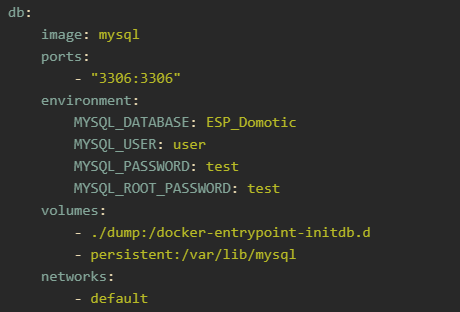 db:
    image: mysql
    ports:
        - "3306:3306"
    environment:
        MYSQL_DATABASE: ESP_Domotic
        MYSQL_USER: user
        MYSQL_PASSWORD: test
        MYSQL_ROOT_PASSWORD: test
    volumes:
        - ./dump:/docker-entrypoint-initdb.d
        - persistent:/var/lib/mysql
    networks:
        - default